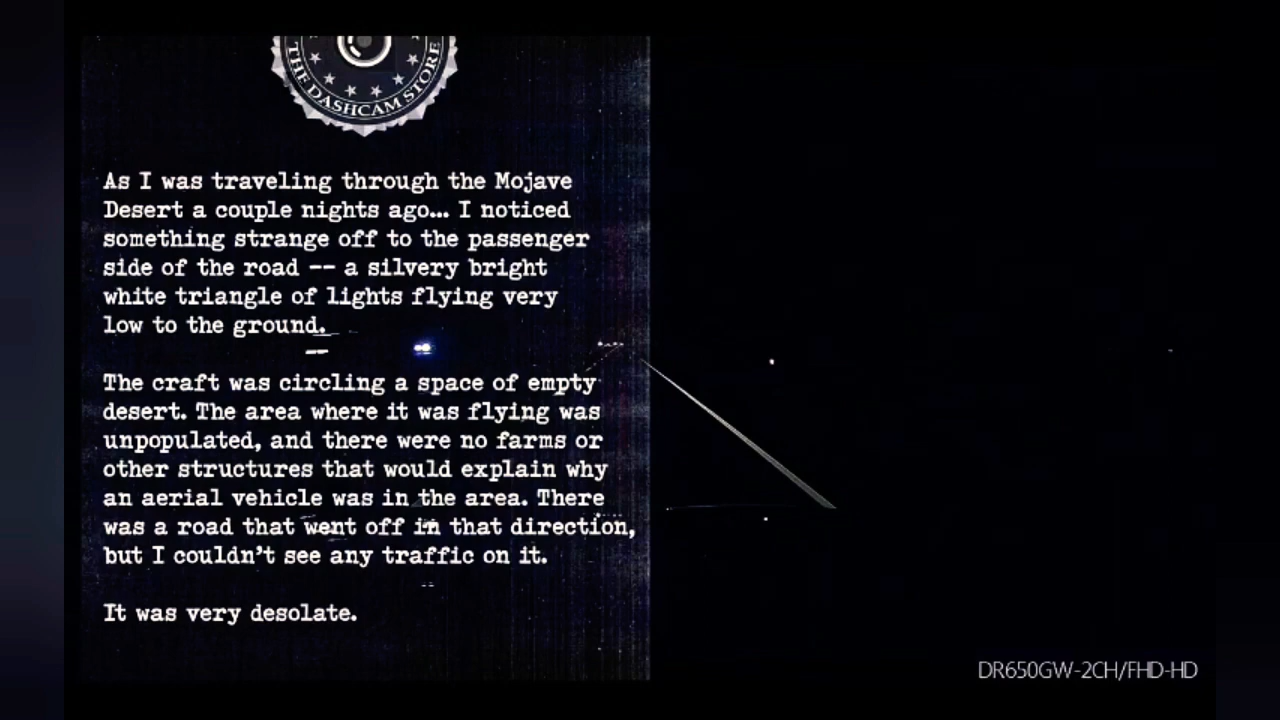 THE DASHCAM STORE
As I was traveling through the Mojave
Desert a couple nights ago... I noticed
something strange off to the passenger
side of the road -- a silvery bright
white triangle of lights flying very
low to the ground.
The craft was circling a space of empty
desert. The area where it was flying was
unpopulated, and there were no farms or
other structures that would explain why
an aerial vehicle was in the area. There
was a road that went off in that direction,
but I couldn't see any traffic on it.
It was very desolate.
DR650GW-2CH/FHD-HD